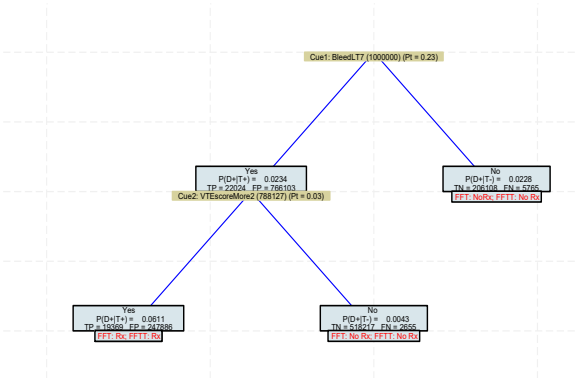 Cue1: BleedLT7 (1000000) (Pt = 0.23)
Yes
P(D+|T+) = 0.0234
TP = 22024 FP = 766103
No
P(D+|T-) = 0.0228
TN = 206108 FN = 5765
FFT: NoRx; FFTT: No Rx
Cue2: VTEscoreMore2 (788127) (Pt = 0.03)
Yes
P(D+|T+) = 0.0611
TP = 19369 FP = 247886
FFT: Rx; FFTT: Rx
No
P(D+|T-) = 0.0043
TN = 518217 FN = 2655
FFT: No Rx; FFTT: No Rx